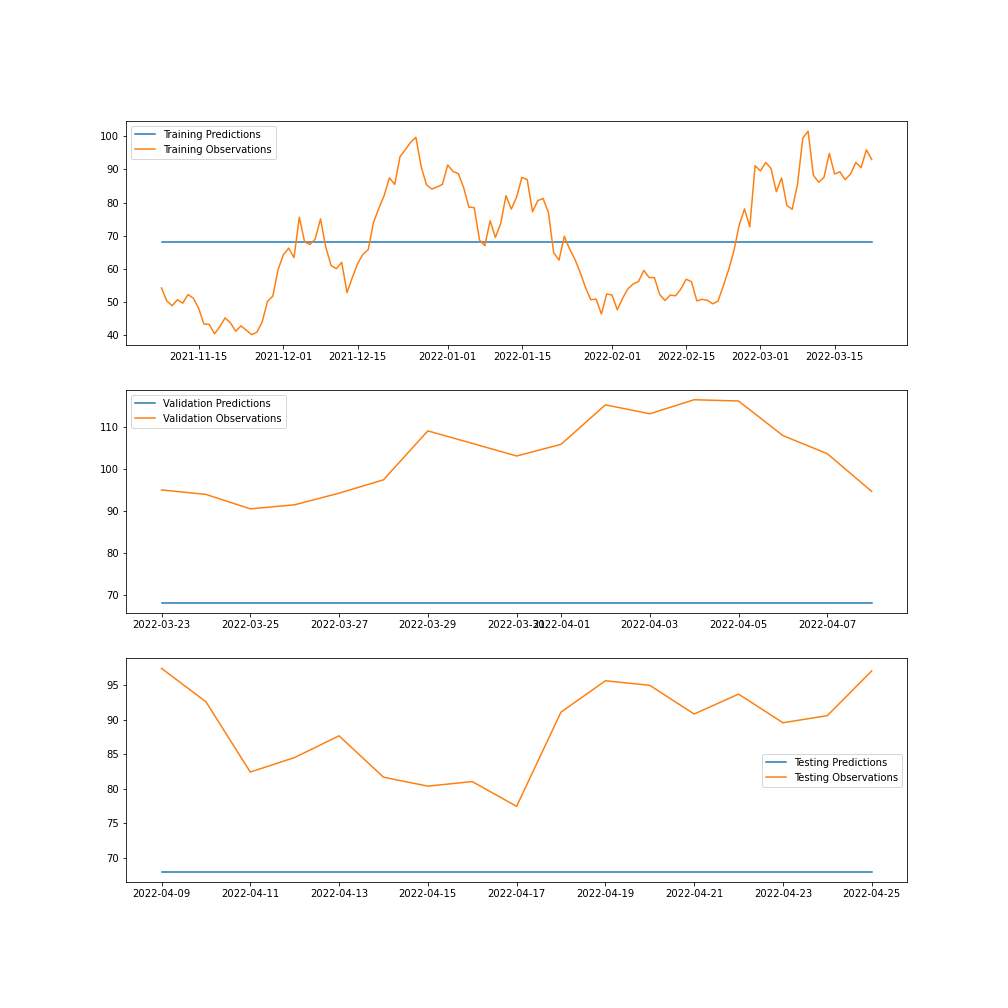 Training Predictions
Training Observations
100
90
80
70
60
50
40
2021-11-15 2021-12-01 2021-12-15 2022-01-01 2022-01-15 2022-02-01 2022-02-15 2022-03-01 2022-03-15
Validation Predictions
Validation Observations
110
100
90
80
70
2022-03-23 2022-03-25 2022-03-27 2022-03-29 2022-03-31 2022-04-01 2022-04-03 2022-04-05 2022-04-07
95
90
85
Testing Predictions
Testing Observations
80
75
70
2022-04-09 2022-04-11 2022-04-13 2022-04-15 2022-04-17 2022-04-19 2022-04-21 2022-04-23 2022-04-25